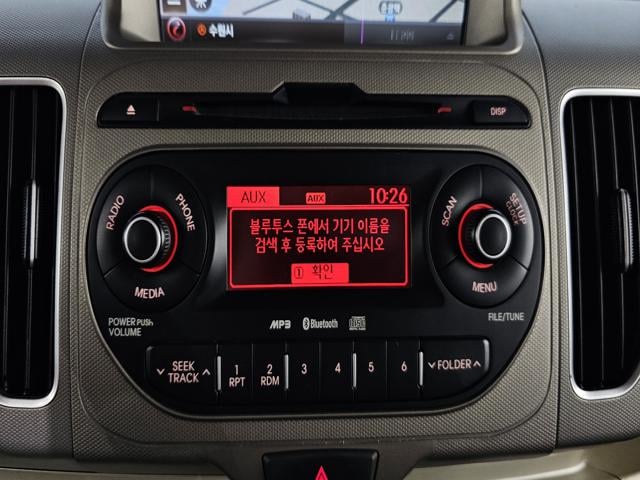 수원시
DISP
RADIO
PHONE
MEDIA
AUX
AUX
10:26
블루투스 폰에서 기기 이름을
검색 후 등록하여 주십시오
1 확인
SCAN
SETUP
CLOCK
MENU
POWER PUSH
VOLUME
MP3
Bluetooth
FILE/TUNE
SEEK
TRACK
1
RPT
2
RDM
3
4
5
6
FOLDER